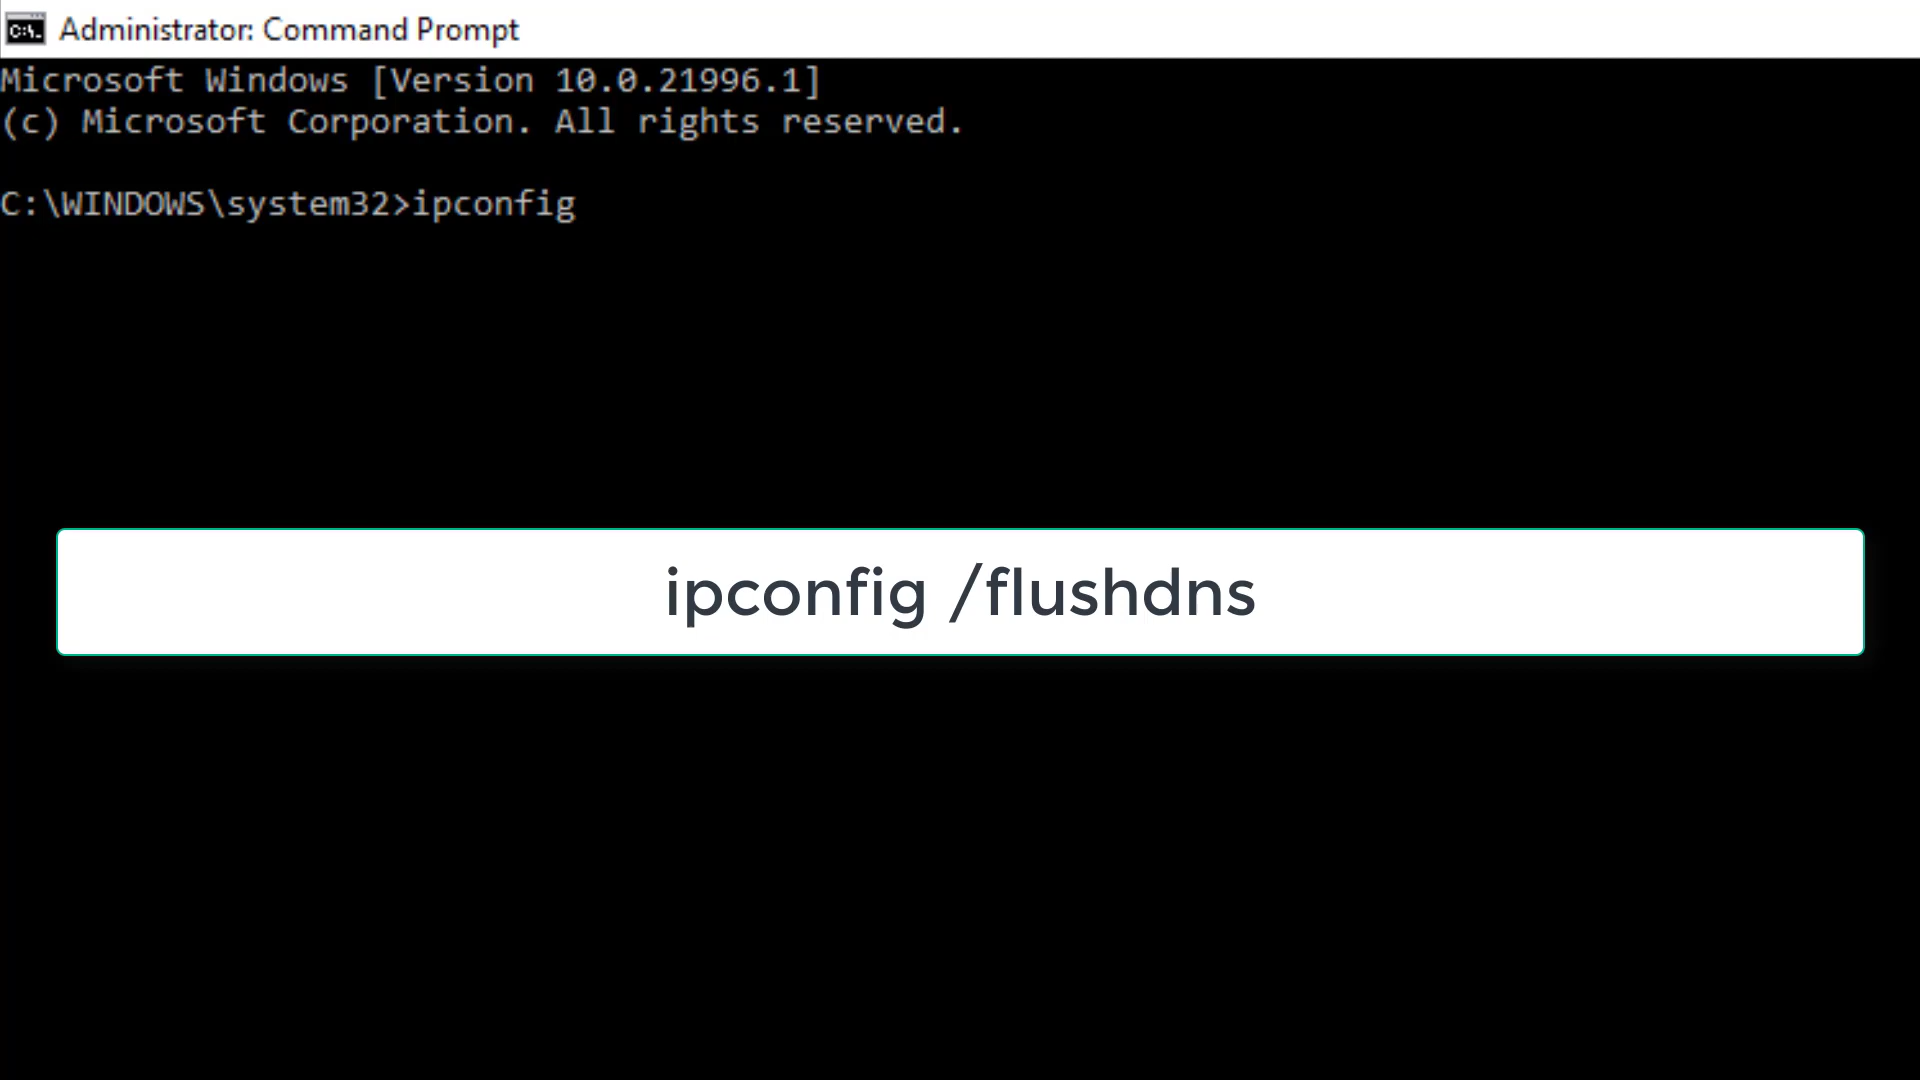 Administrator: Command Prompt
Microsoft Windows [Version 10.0.21996.1]
(c) Microsoft Corporation. All rights reserved.
C:\WINDOWS\system32>ipconfig
ipconfig /flushdns